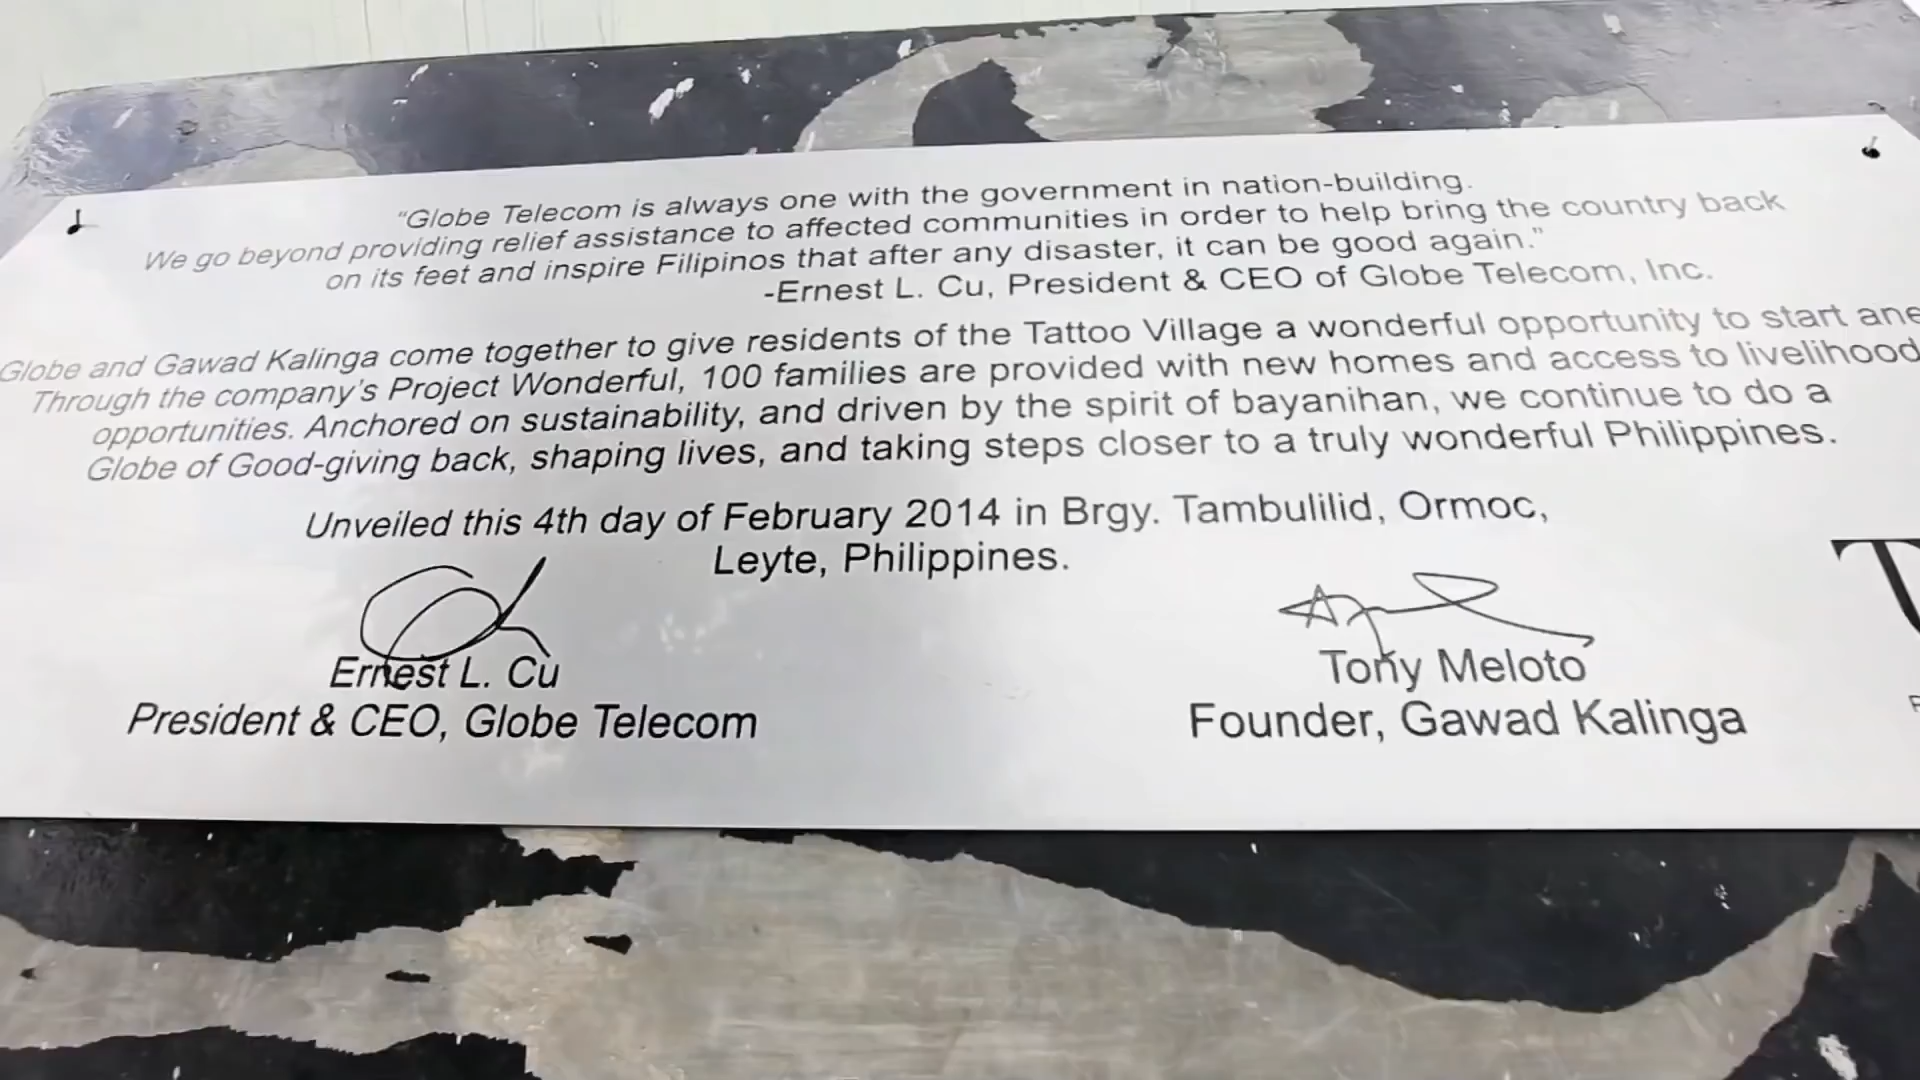 “Globe Telecom is always one with the government in nation-building.
We go beyond providing relief assistance to affected communities in order to help bring the country back
on its feet and inspire Filipinos that after any disaster, it can be good again.”
-Ernest L. Cu, President & CEO of Globe Telecom, Inc.
Globe and Gawad Kalinga come together to give residents of the Tattoo Village a wonderful opportunity to start ane
Through the company's Project Wonderful, 100 families are provided with new homes and access to livelihood
opportunities. Anchored on sustainability, and driven by the spirit of bayanihan, we continue to do a
Globe of Good-giving back, shaping lives, and taking steps closer to a truly wonderful Philippines.
Unveiled this 4th day of February 2014 in Brgy. Tambulilid, Ormoc,
Leyte, Philippines.
Ernest L. Cu
President & CEO, Globe Telecom
Tony Meloto
Founder, Gawad Kalinga